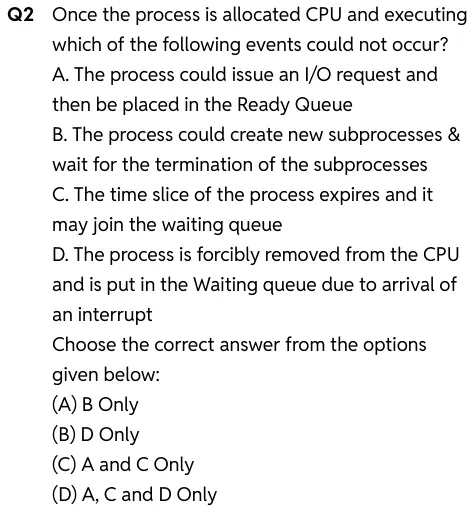 Q2 Once the process is allocated CPU and executing
which of the following events could not occur?
A. The process could issue an I/O request and
then be placed in the Ready Queue
B. The process could create new subprocesses &
wait for the termination of the subprocesses
C. The time slice of the process expires and it
may join the waiting queue
D. The process is forcibly removed from the CPU
and is put in the Waiting queue due to arrival of
an interrupt
Choose the correct answer from the options
given below:
(A) B Only
(B) D Only
(C) A and C Only
(D) A, C and D Only